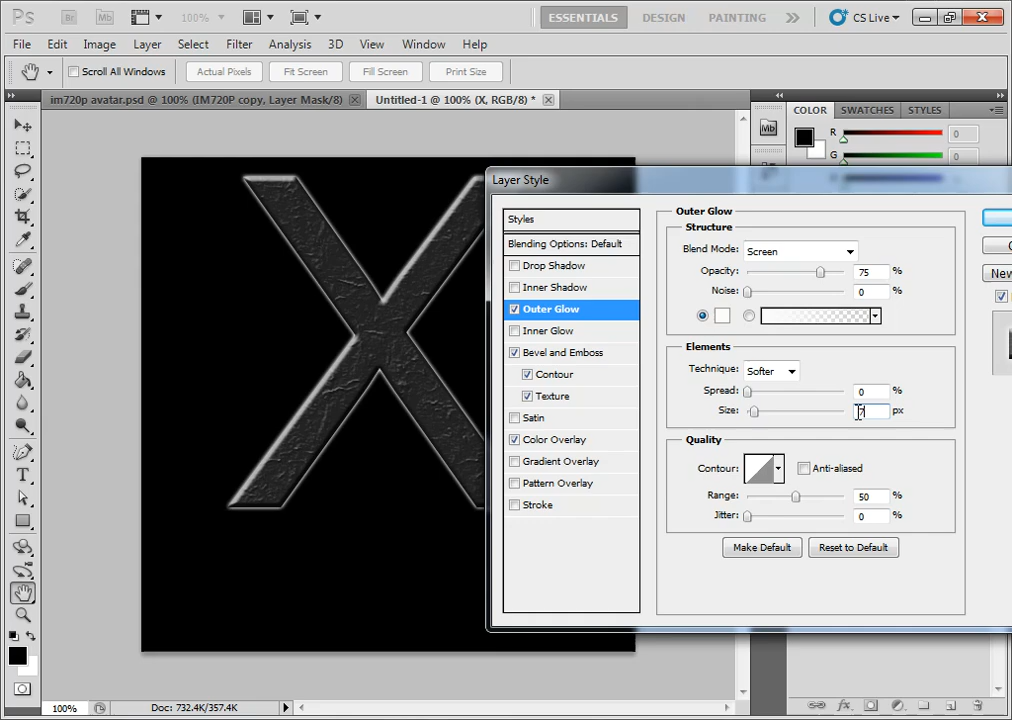 Ps Br Mb 100% ESSENTIALS DESIGN PAINTING CS Live
File Edit Image Layer Select Filter Analysis 3D View Window Help
Scroll All Windows Actual Pixels Fit Screen Fill Screen Print Size
im720p avatar.psd @ 100% (IM720P copy, Layer Mask/8) Untitled-1 @ 100% (X, RGB/8) *
COLOR SWATCHES STYLES
Mb
R 0
G 0
X
Layer Style
Styles
Blending Options: Default
Drop Shadow
Inner Shadow
Outer Glow
Inner Glow
Bevel and Emboss
Contour
Texture
Satin
Color Overlay
Gradient Overlay
Pattern Overlay
Stroke
Outer Glow
Structure
Blend Mode: Screen
Opacity: 75 %
Noise: 0 %
Elements
Technique: Softer
Spread: 0 %
Size: 7 px
Quality
Contour: Anti-aliased
Range: 50 %
Jitter: 0 %
Make Default Reset to Default
New
100% Doc: 732.4K/357.4K